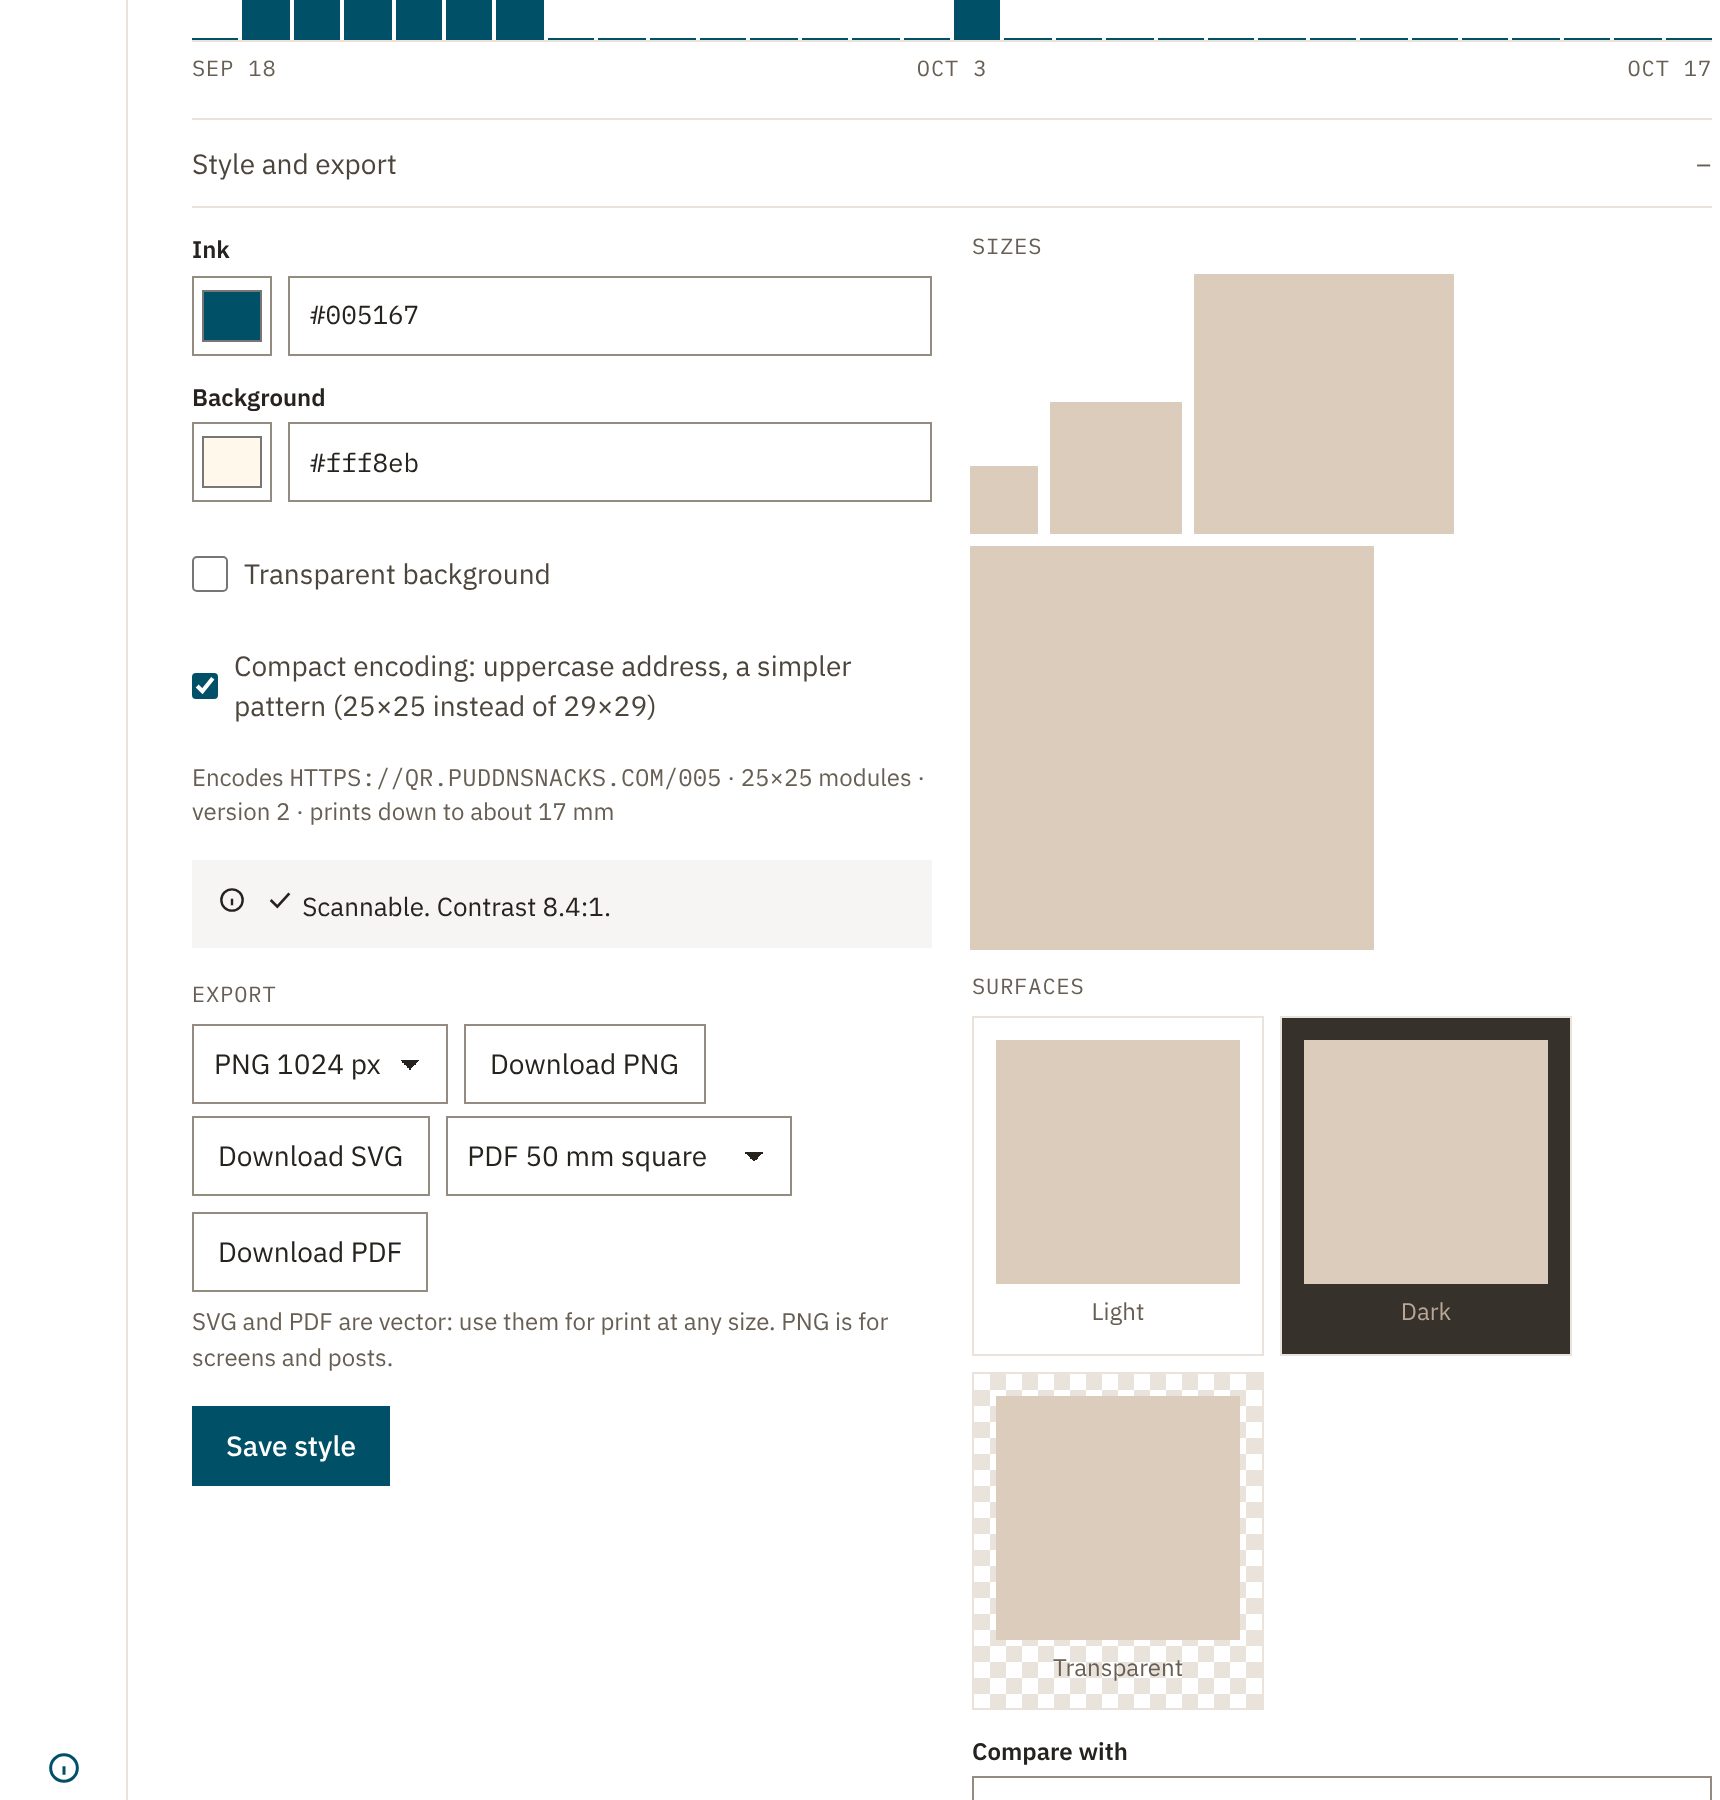 SEP 18
OCT 3
OCT 17
Style and export
Ink
#005167
Background
#fff8eb
Transparent background
Compact encoding: uppercase address, a simpler
pattern (25×25 instead of 29×29)
Encodes HTTPS://QR.PUDDNSNACKS.COM/005 · 25×25 modules ·
version 2 · prints down to about 17 mm
Scannable. Contrast 8.4:1.
EXPORT
PNG 1024 px
Download PNG
Download SVG
PDF 50 mm square
Download PDF
SVG and PDF are vector: use them for print at any size. PNG is for
screens and posts.
Save style
SIZES
SURFACES
Light
Dark
Transparent
Compare with